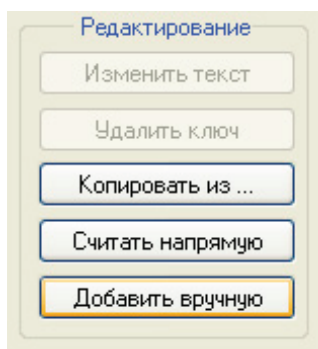 Редактирование
Изменить текст
Удалить ключ
Копировать из ...
Считать напрямую
Добавить вручную